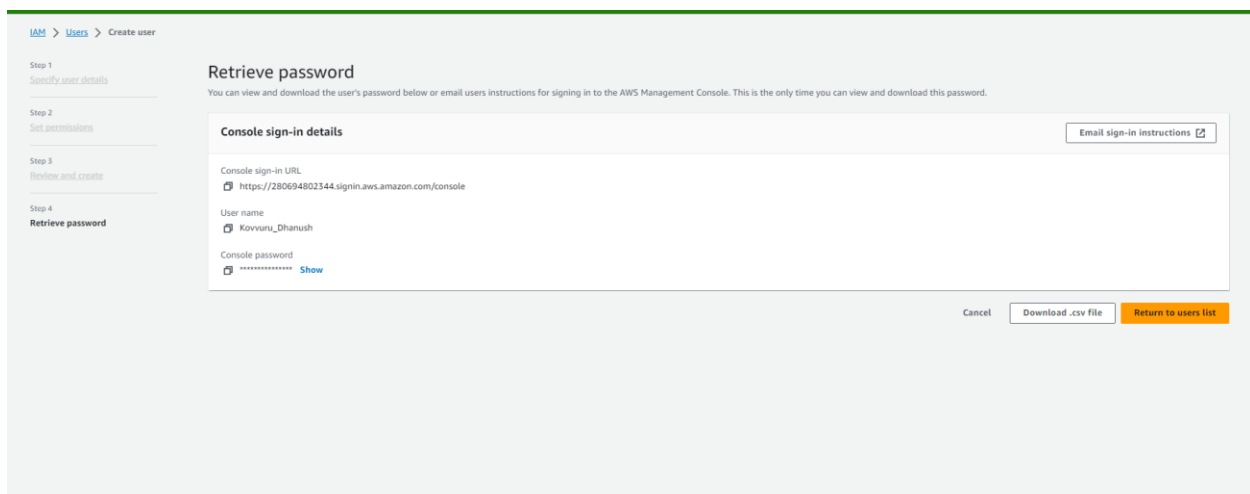 IAM > Users > Create user
Step 1
Specify user details
Step 2
Set permissions
Step 3
Review and create
Step 4
Retrieve password
Retrieve password
You can view and download the user's password below or email users instructions for signing in to the AWS Management Console. This is the only time you can view and download this password.
Console sign-in details
Email sign-in instructions
Console sign-in URL
https://280694802344.signin.aws.amazon.com/console
User name
Kovvuru_Dhanush
Console password
*************** Show
Cancel
Download .csv file
Return to users list